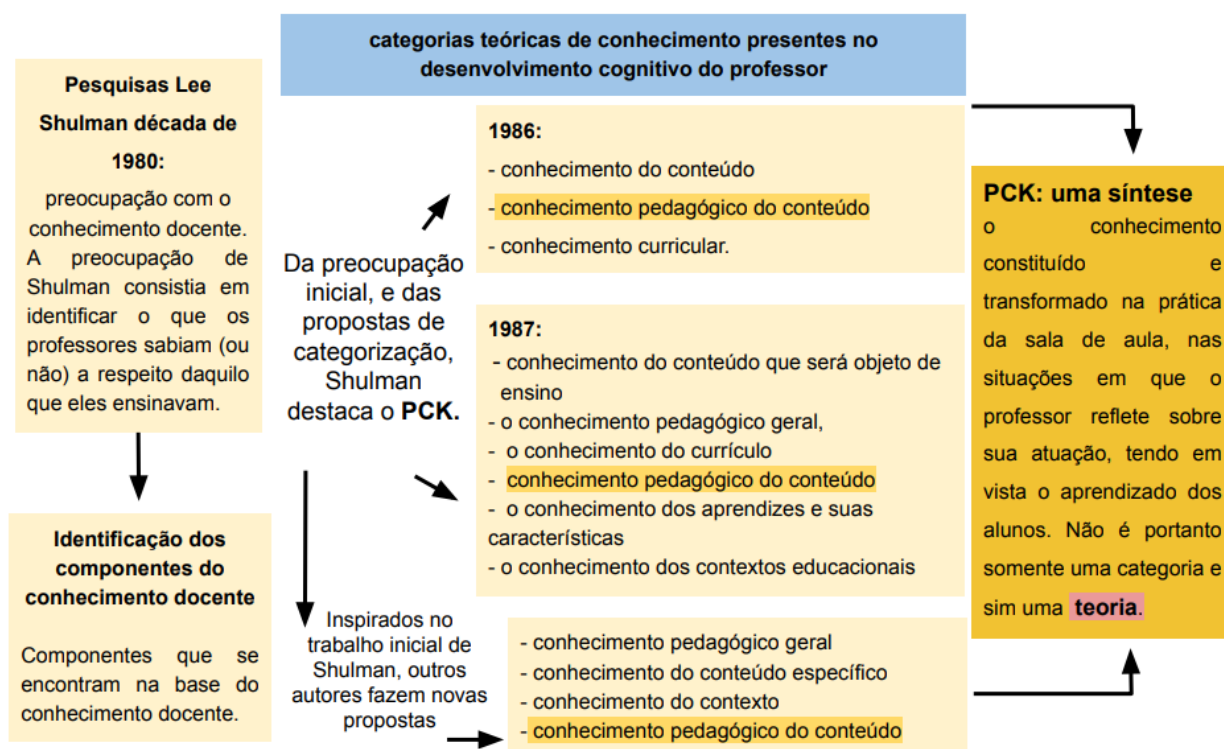 categorias teóricas de conhecimento presentes no
desenvolvimento cognitivo do professor
Pesquisas Lee
Shulman década de
1980:
preocupação com o
conhecimento docente.
A preocupação de
Shulman consistia em
identificar o que os
professores sabiam (ou
não) a respeito daquilo
que eles ensinavam.
Identificação dos
componentes do
conhecimento docente
Componentes que se
encontram na base do
conhecimento docente.
Da preocupação
inicial, e das
propostas de
categorização,
Shulman
destaca o PCK.
1986:
- conhecimento do conteúdo
- conhecimento pedagógico do conteúdo
- conhecimento curricular.
1987:
- conhecimento do conteúdo que será objeto de
ensino
- o conhecimento pedagógico geral,
- o conhecimento do currículo
- conhecimento pedagógico do conteúdo
- o conhecimento dos aprendizes e suas
características
- o conhecimento dos contextos educacionais
Inspirados no
trabalho inicial de
Shulman, outros
autores fazem novas
propostas
- conhecimento pedagógico geral
- conhecimento do conteúdo específico
- conhecimento do contexto
- conhecimento pedagógico do conteúdo
PCK: uma síntese
o conhecimento
constituído e
transformado na prática
da sala de aula, nas
situações em que o
professor reflete sobre
sua atuação, tendo em
vista o aprendizado dos
alunos. Não é portanto
somente uma categoria e
sim uma teoria.